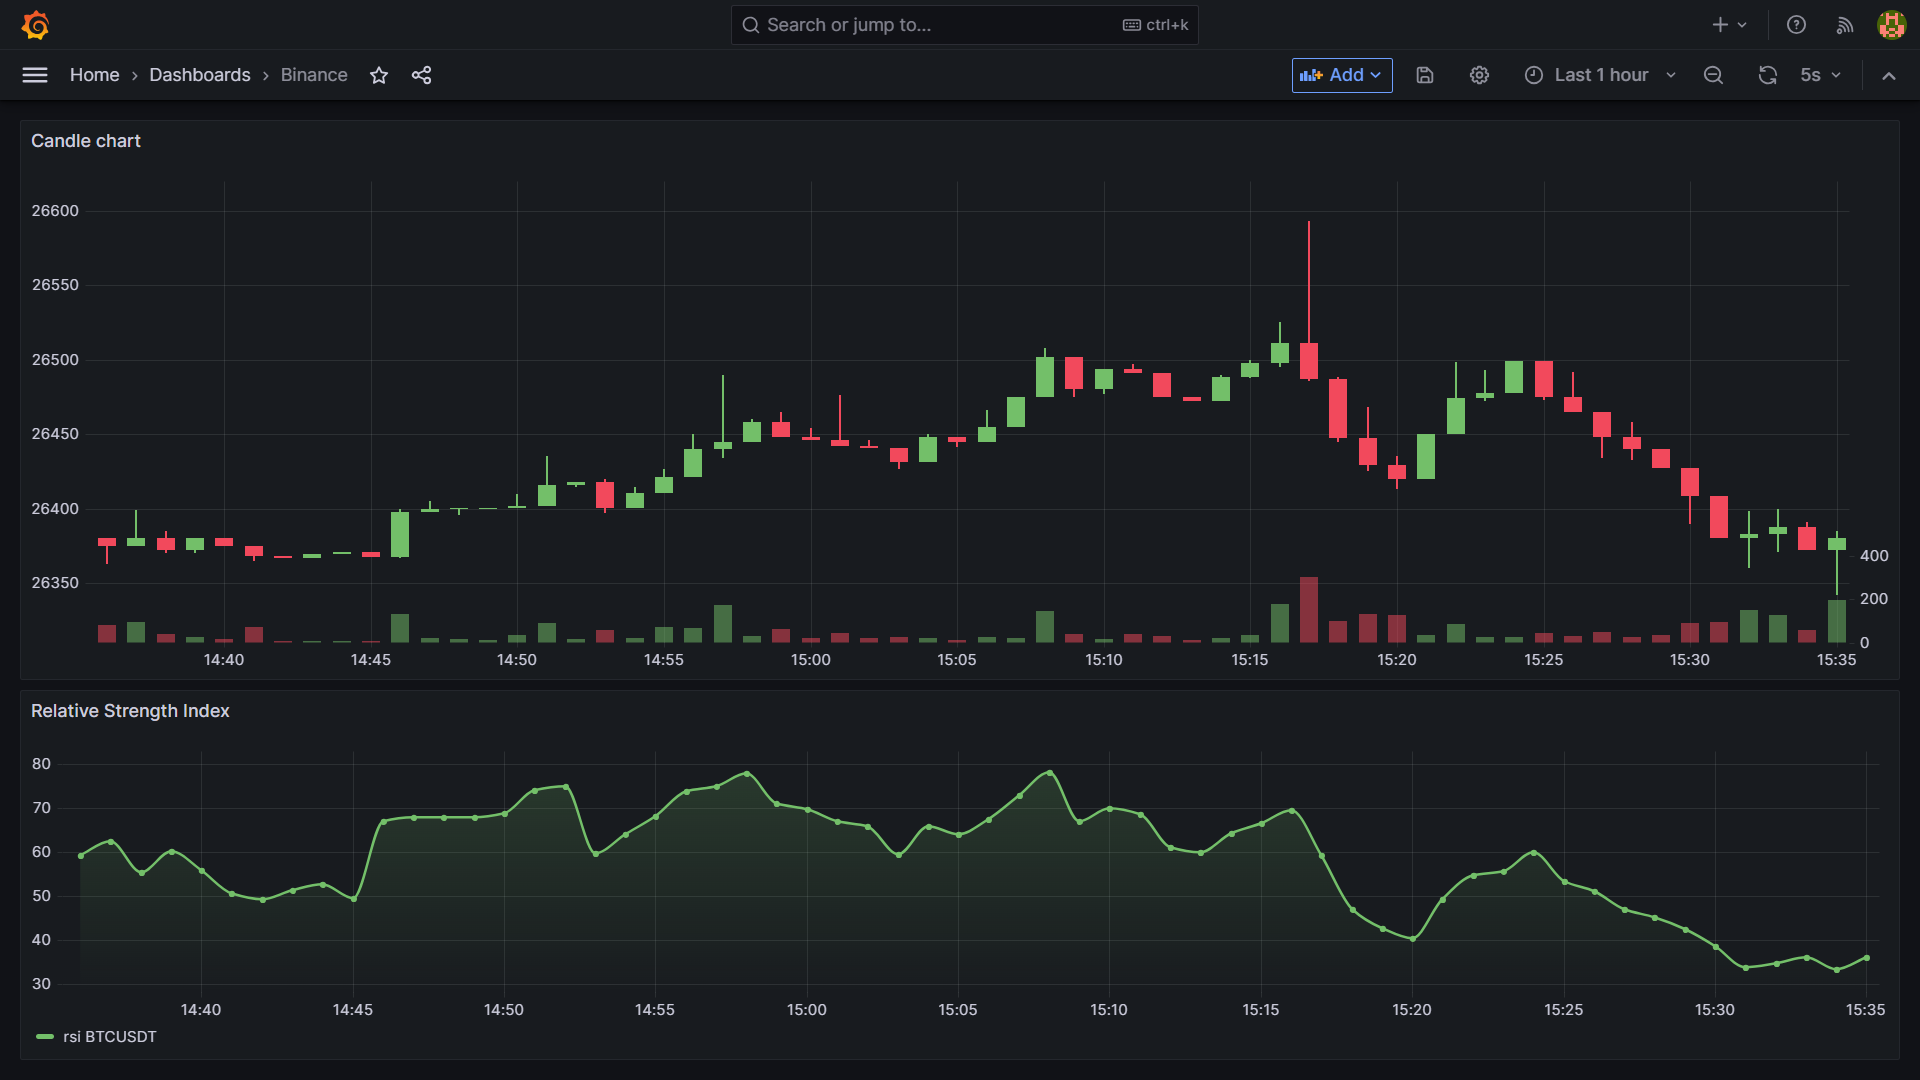 Search or jump to... ctrl+k
Home › Dashboards › Binance Add Last 1 hour 5s
Candle chart
26600
26550
26500
26450
26400
26350
400
200
0
14:40 14:45 14:50 14:55 15:00 15:05 15:10 15:15 15:20 15:25 15:30 15:35
Relative Strength Index
80
70
60
50
40
30
14:40 14:45 14:50 14:55 15:00 15:05 15:10 15:15 15:20 15:25 15:30 15:35
rsi BTCUSDT